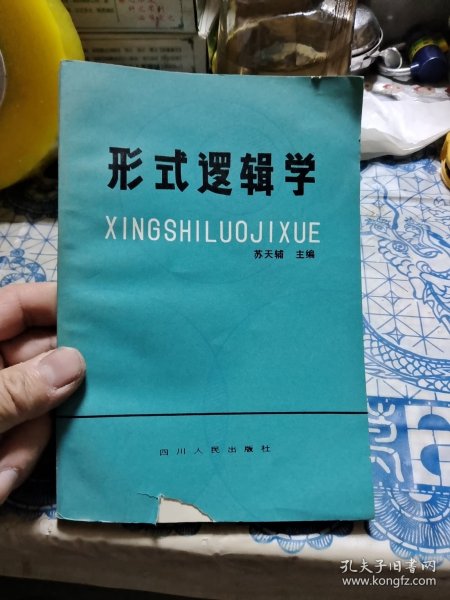 形式逻辑学
XINGSHILUOJIXUE
苏天辅 主编
四川人民出版社
孔夫子旧书网
www.kongfz.com